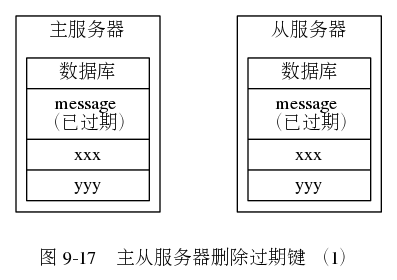 主服务器
数据库
message
（已过期）
xxx
yyy
从服务器
数据库
message
（已过期）
xxx
yyy
图 9-17 主从服务器删除过期键 （1）